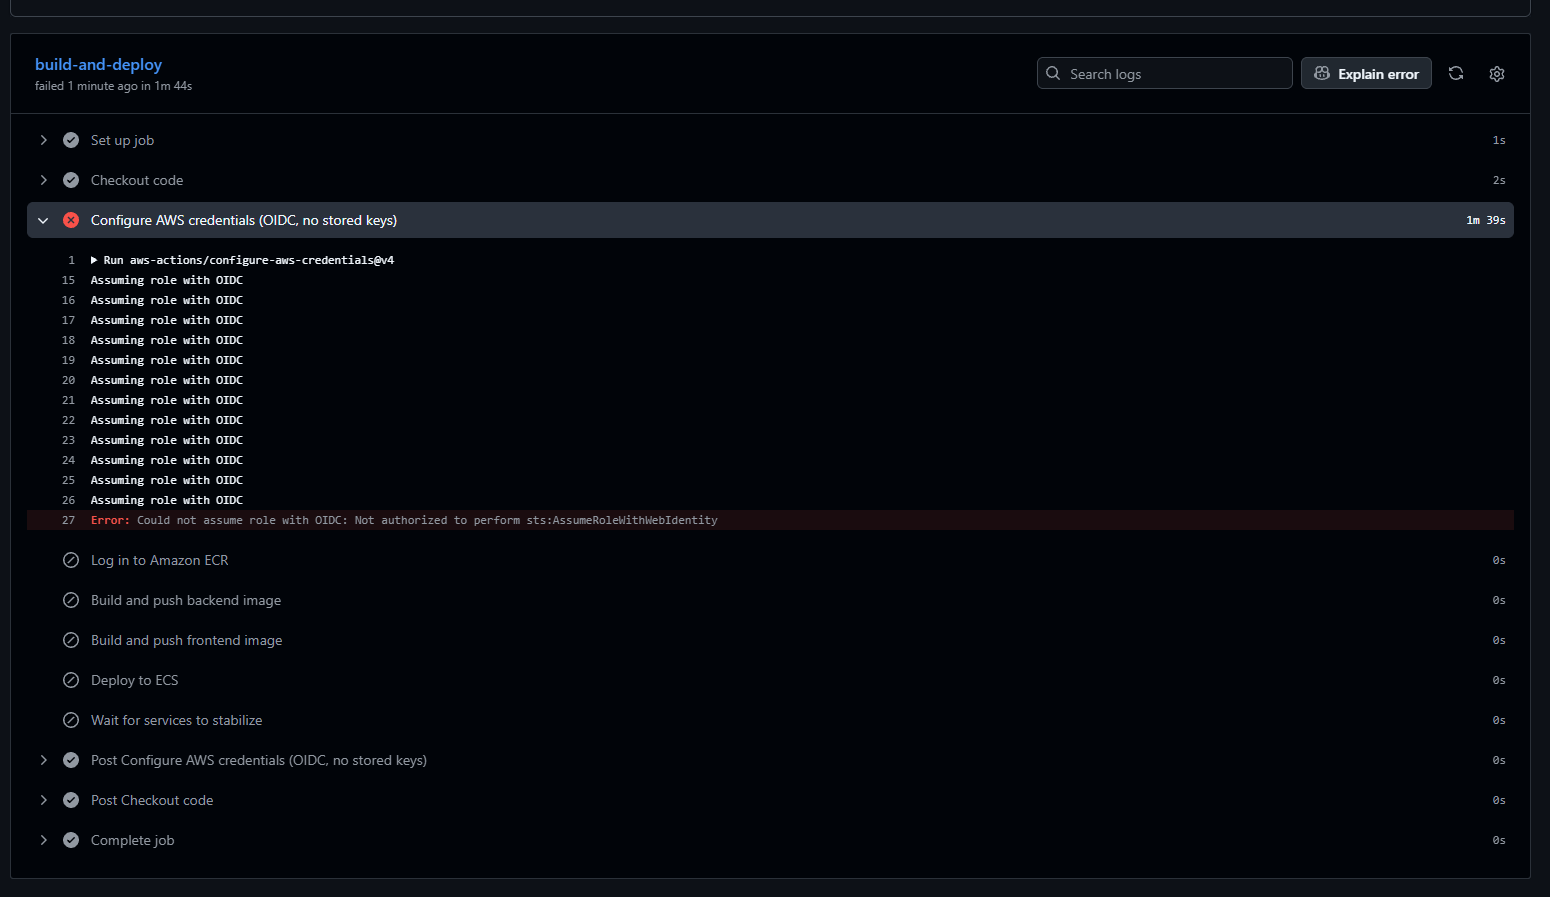 build-and-deploy
failed 1 minute ago in 1m 44s
Search logs
Explain error
Set up job 1s
Checkout code 2s
Configure AWS credentials (OIDC, no stored keys) 1m 39s
1 Run aws-actions/configure-aws-credentials@v4
15 Assuming role with OIDC
16 Assuming role with OIDC
17 Assuming role with OIDC
18 Assuming role with OIDC
19 Assuming role with OIDC
20 Assuming role with OIDC
21 Assuming role with OIDC
22 Assuming role with OIDC
23 Assuming role with OIDC
24 Assuming role with OIDC
25 Assuming role with OIDC
26 Assuming role with OIDC
27 Error: Could not assume role with OIDC: Not authorized to perform sts:AssumeRoleWithWebIdentity
Log in to Amazon ECR 0s
Build and push backend image 0s
Build and push frontend image 0s
Deploy to ECS 0s
Wait for services to stabilize 0s
Post Configure AWS credentials (OIDC, no stored keys) 0s
Post Checkout code 0s
Complete job 0s